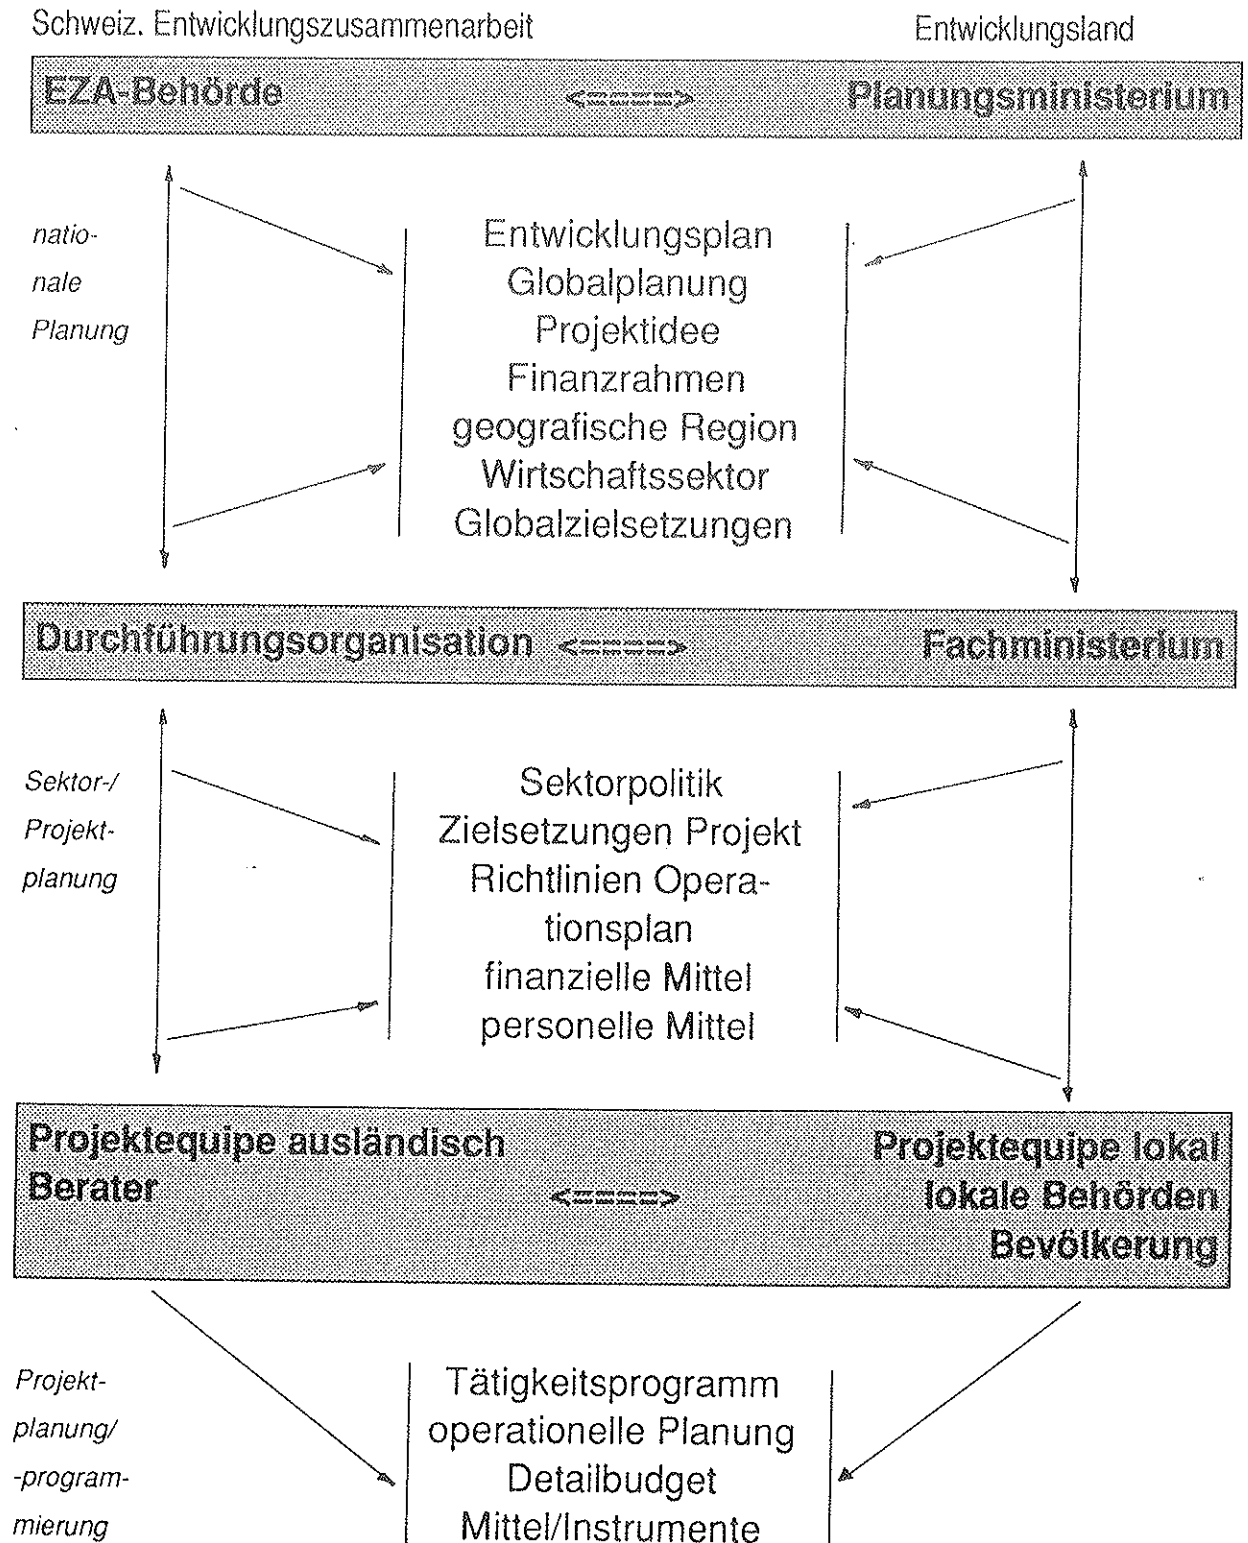 Schweiz. Entwicklungszusammenarbeit Entwicklungsland
EZA-Behörde <=====> Planungsministerium
natio-
nale
Planung
Entwicklungsplan
Globalplanung
Projektidee
Finanzrahmen
geografische Region
Wirtschaftssektor
Globalzielsetzungen
Durchführungsorganisation <=====> Fachministerium
Sektor-/
Projekt-
planung
Sektorpolitik
Zielsetzungen Projekt
Richtlinien Opera-
tionsplan
finanzielle Mittel
personelle Mittel
Projektequipe ausländisch
Berater
<====>
Projektequipe lokal
lokale Behörden
Bevölkerung
Projekt-
planung/
-program-
mierung
Tätigkeitsprogramm
operationelle Planung
Detailbudget
Mittel/Instrumente